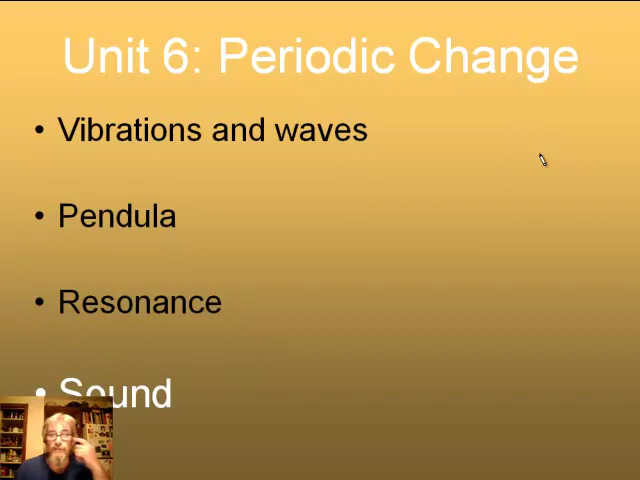 Unit 6: Periodic Change
• Vibrations and waves
• Pendula
• Resonance
• Sound